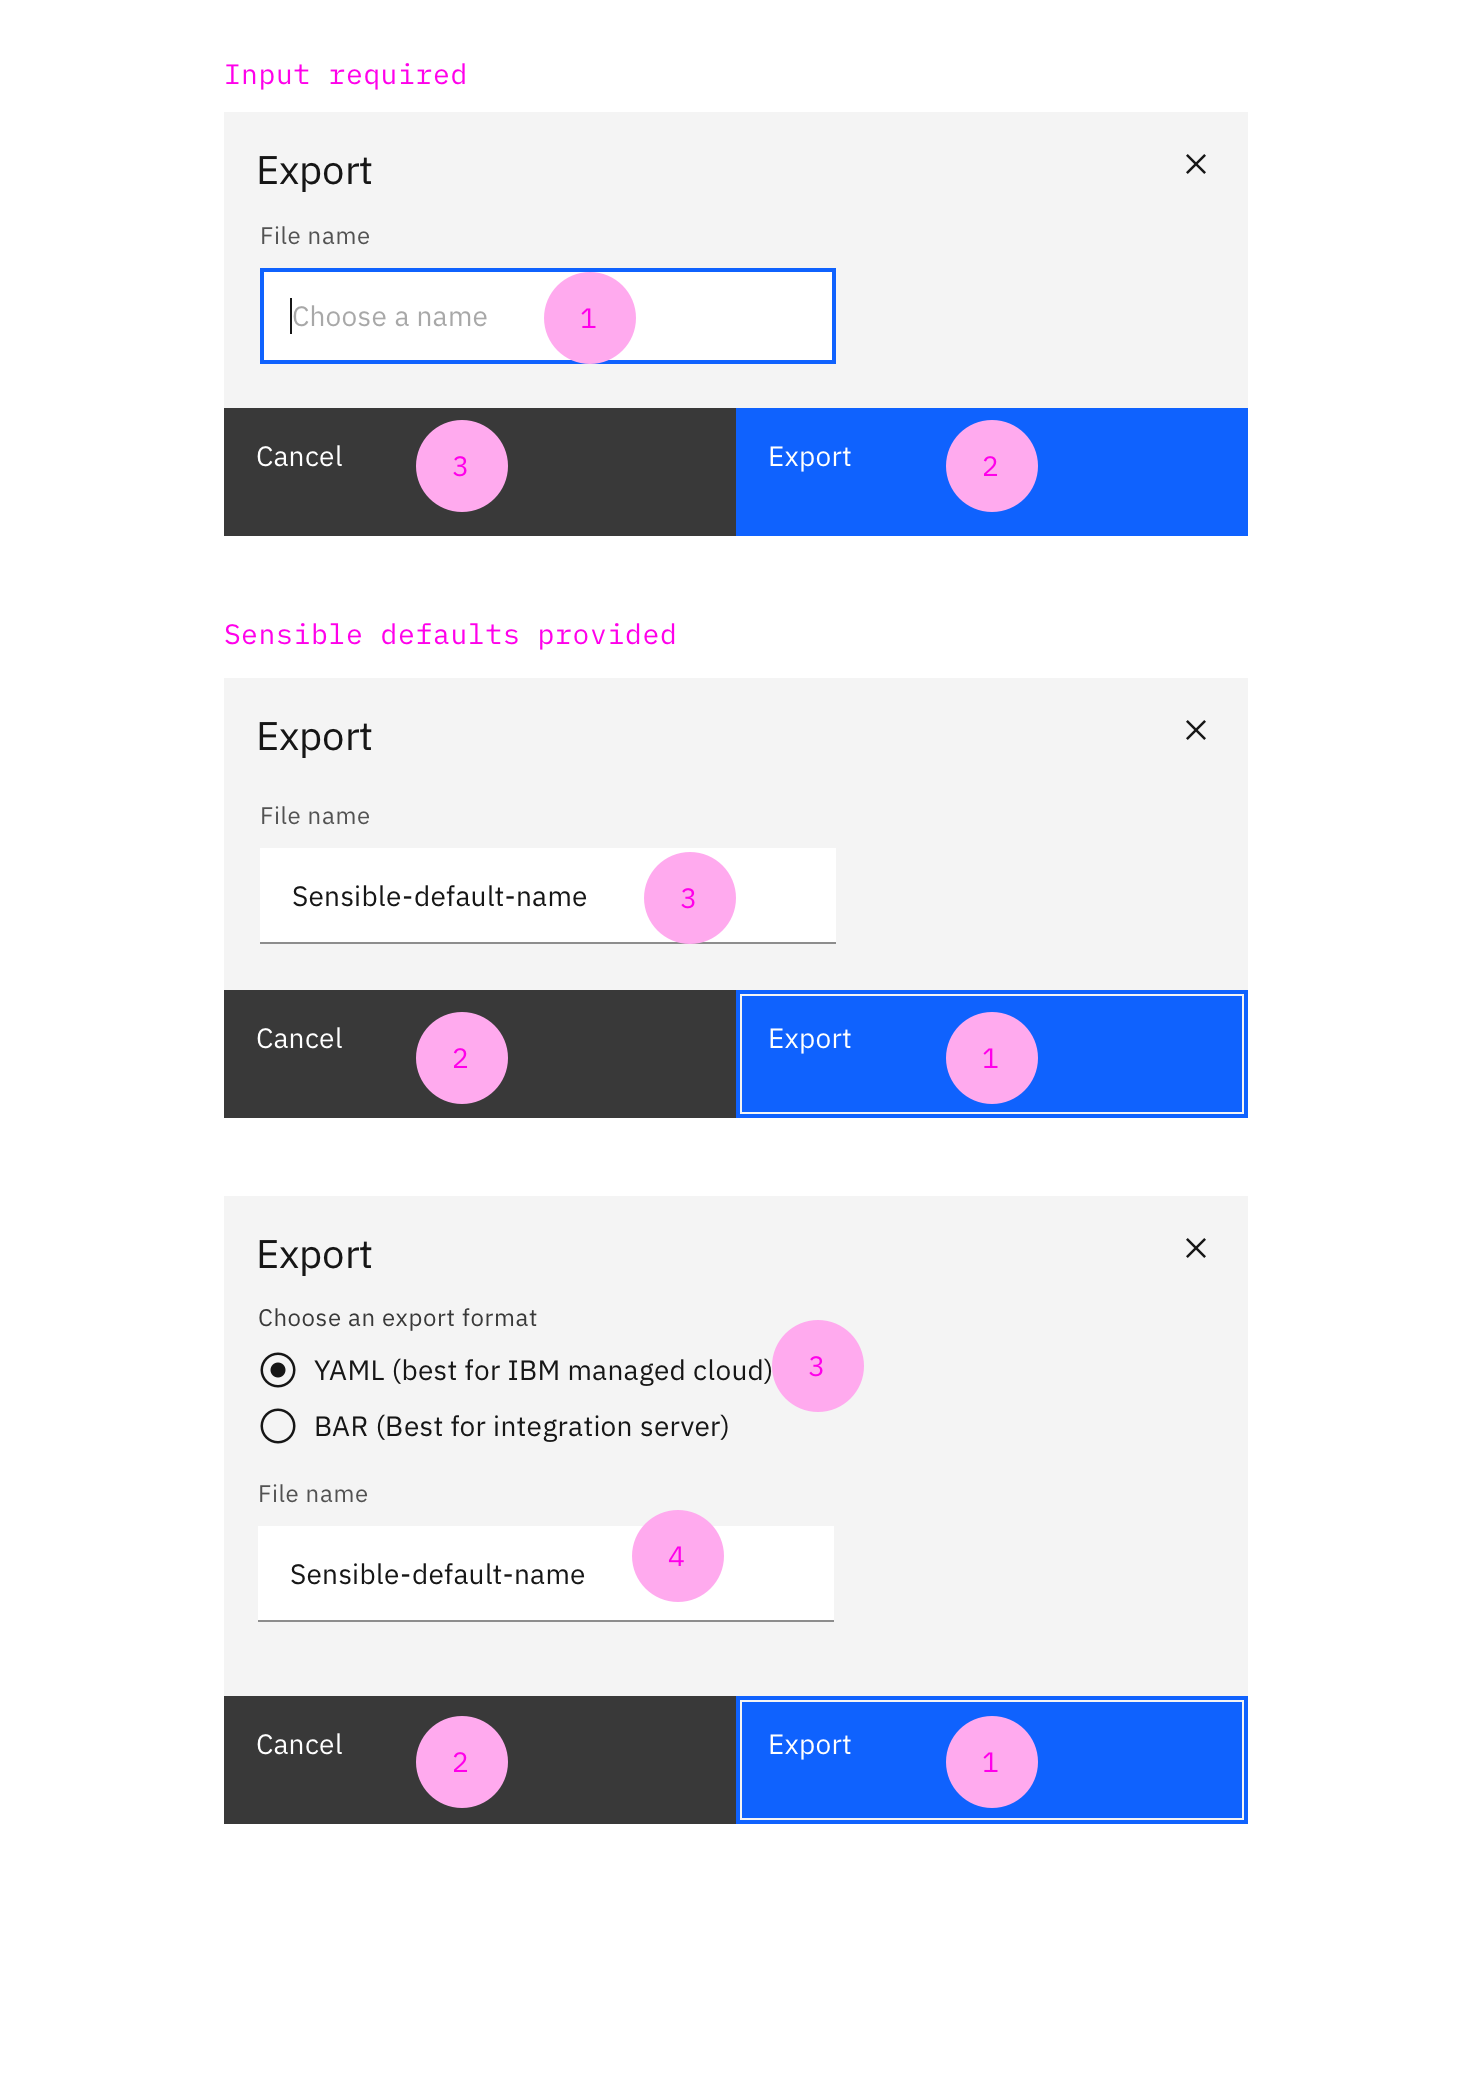 Input required
Export
File name
Choose a name
1
Cancel
3
Export
2
Sensible defaults provided
Export
File name
Sensible-default-name
3
Cancel
2
Export
1
Export
Choose an export format
YAML (best for IBM managed cloud)
3
BAR (Best for integration server)
File name
Sensible-default-name
4
Cancel
2
Export
1